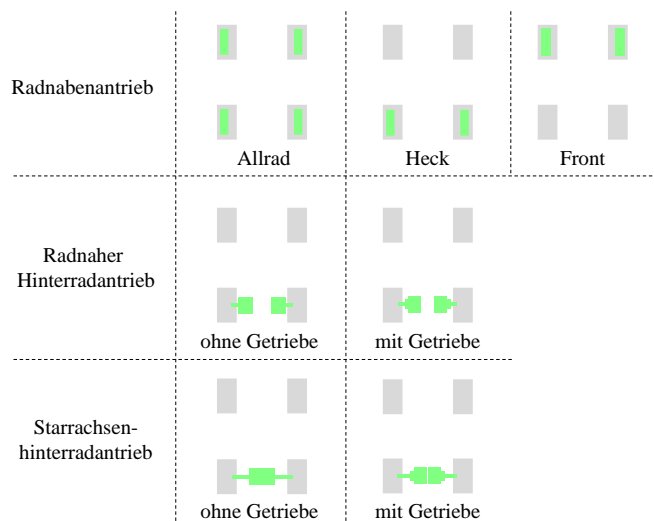 Radnabenantrieb
Allrad
Heck
Front
Radnaher
Hinterradantrieb
ohne Getriebe
mit Getriebe
Starrachsen-
hinterradantrieb
ohne Getriebe
mit Getriebe